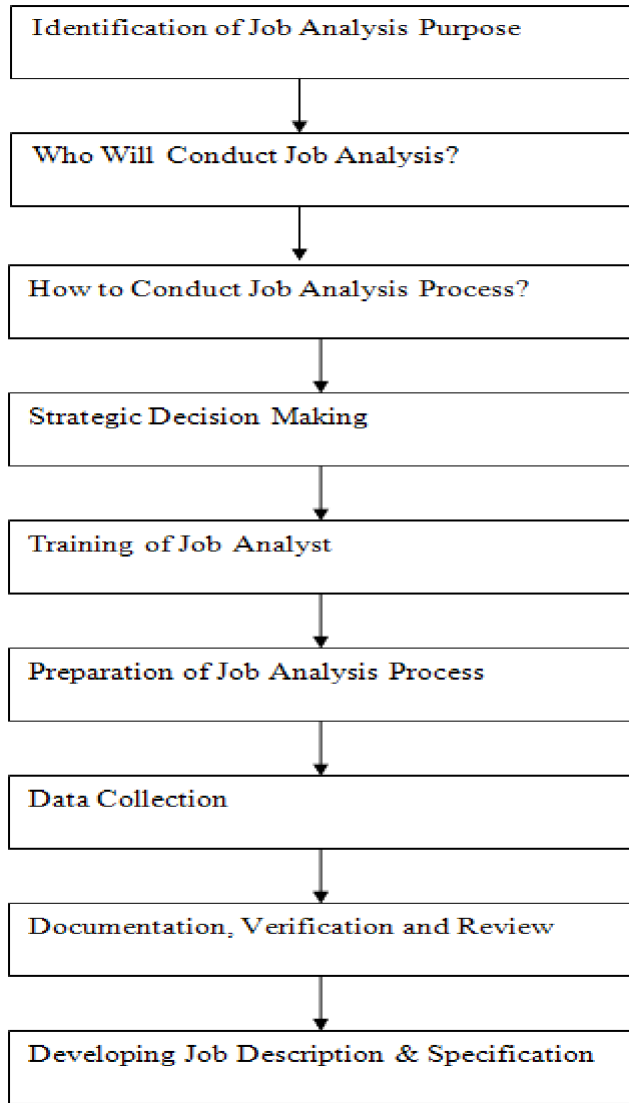 Identification of Job Analysis Purpose
Who Will Conduct Job Analysis?
How to Conduct Job Analysis Process?
Strategic Decision Making
Training of Job Analyst
Preparation of Job Analysis Process
Data Collection
Documentation, Verification and Review
Developing Job Description & Specification